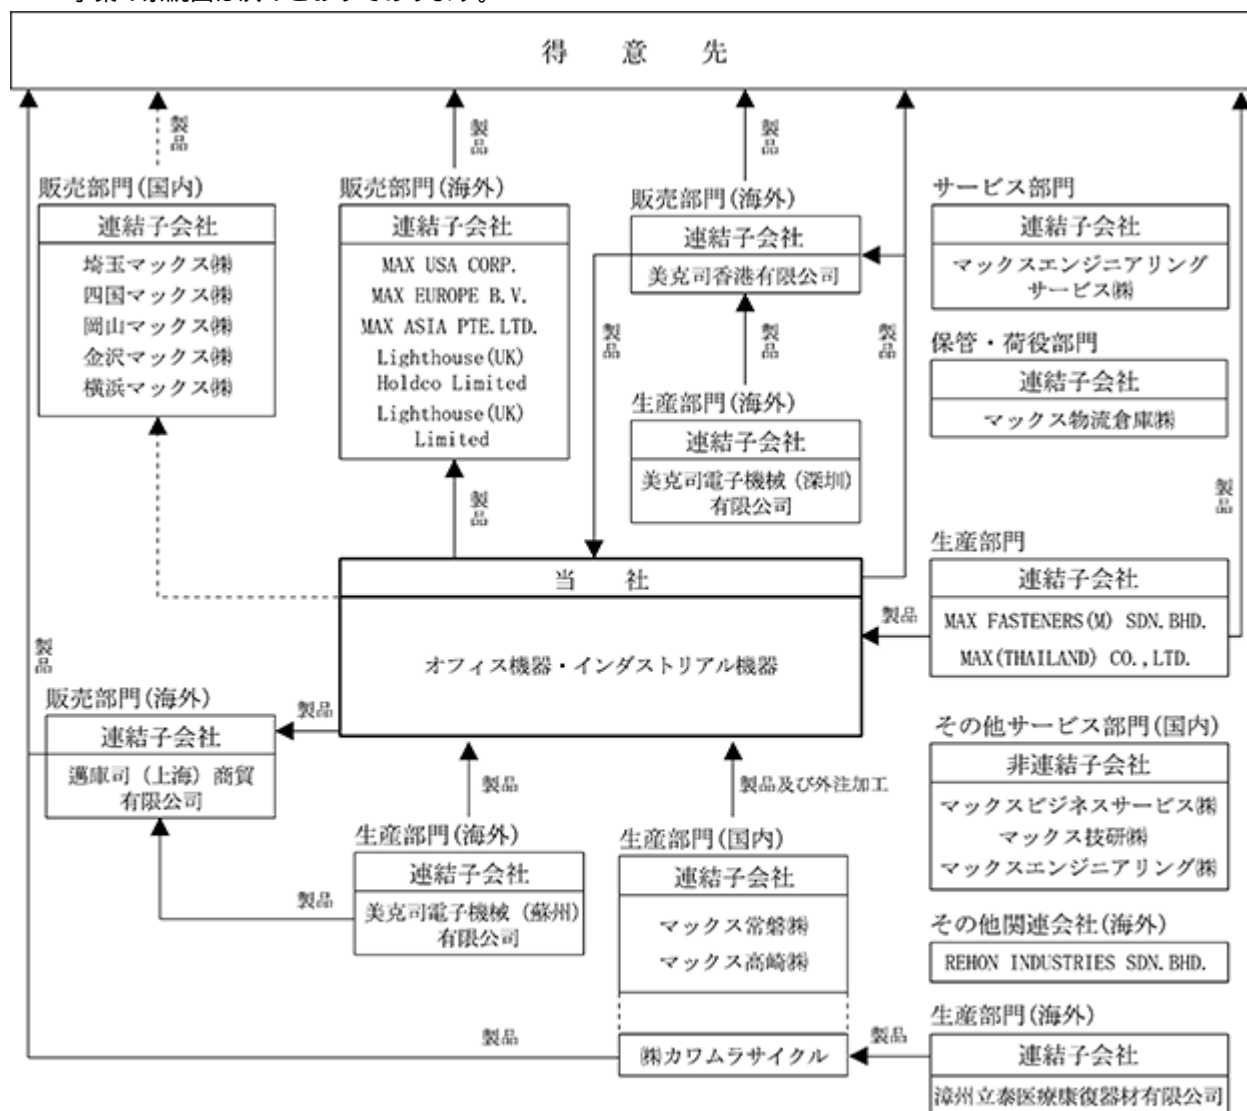 事業の系統図は次のとおりであります。
得 意 先
製品
製品
製品
販売部門(国内)
連結子会社
埼玉マックス㈱
四国マックス㈱
岡山マックス㈱
金沢マックス㈱
横浜マックス㈱
販売部門(海外)
連結子会社
MAX USA CORP.
MAX EUROPE B.V.
MAX ASIA PTE.LTD.
Lighthouse(UK)
Holdco Limited
Lighthouse(UK)
Limited
販売部門(海外)
連結子会社
美克司香港有限公司
製品
製品
製品
生産部門(海外)
連結子会社
美克司電子機械（深圳）
有限公司
サービス部門
連結子会社
マックスエンジニアリング
サービス㈱
保管・荷役部門
連結子会社
マックス物流倉庫㈱
製品
製品
生産部門
連結子会社
MAX FASTENERS(M) SDN.BHD.
MAX(THAILAND) CO.,LTD.
製品
当 社
オフィス機器・インダストリアル機器
製品
販売部門(海外)
連結子会社
邁庫司（上海）商貿
有限公司
製品
製品
製品及び外注加工
生産部門(海外)
連結子会社
美克司電子機械（蘇州）
有限公司
製品
生産部門(国内)
連結子会社
マックス常磐㈱
マックス高崎㈱
㈱カワムラサイクル
製品
製品
その他サービス部門(国内)
非連結子会社
マックスビジネスサービス㈱
マックス技研㈱
マックスエンジニアリング㈱
その他関連会社(海外)
REHON INDUSTRIES SDN.BHD.
生産部門(海外)
連結子会社
漳州立泰医療康復器材有限公司